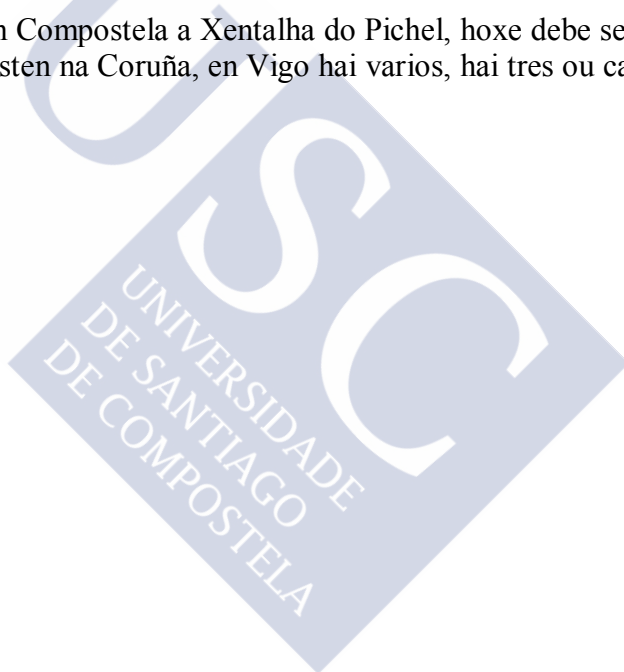 n Compostela a Xentalha do Pichel, hoxe debe se
sten na Coruña, en Vigo hai varios, hai tres ou ca
USC
UNIVERSIDADE
DE SANTIAGO
DE COMPOSTELA